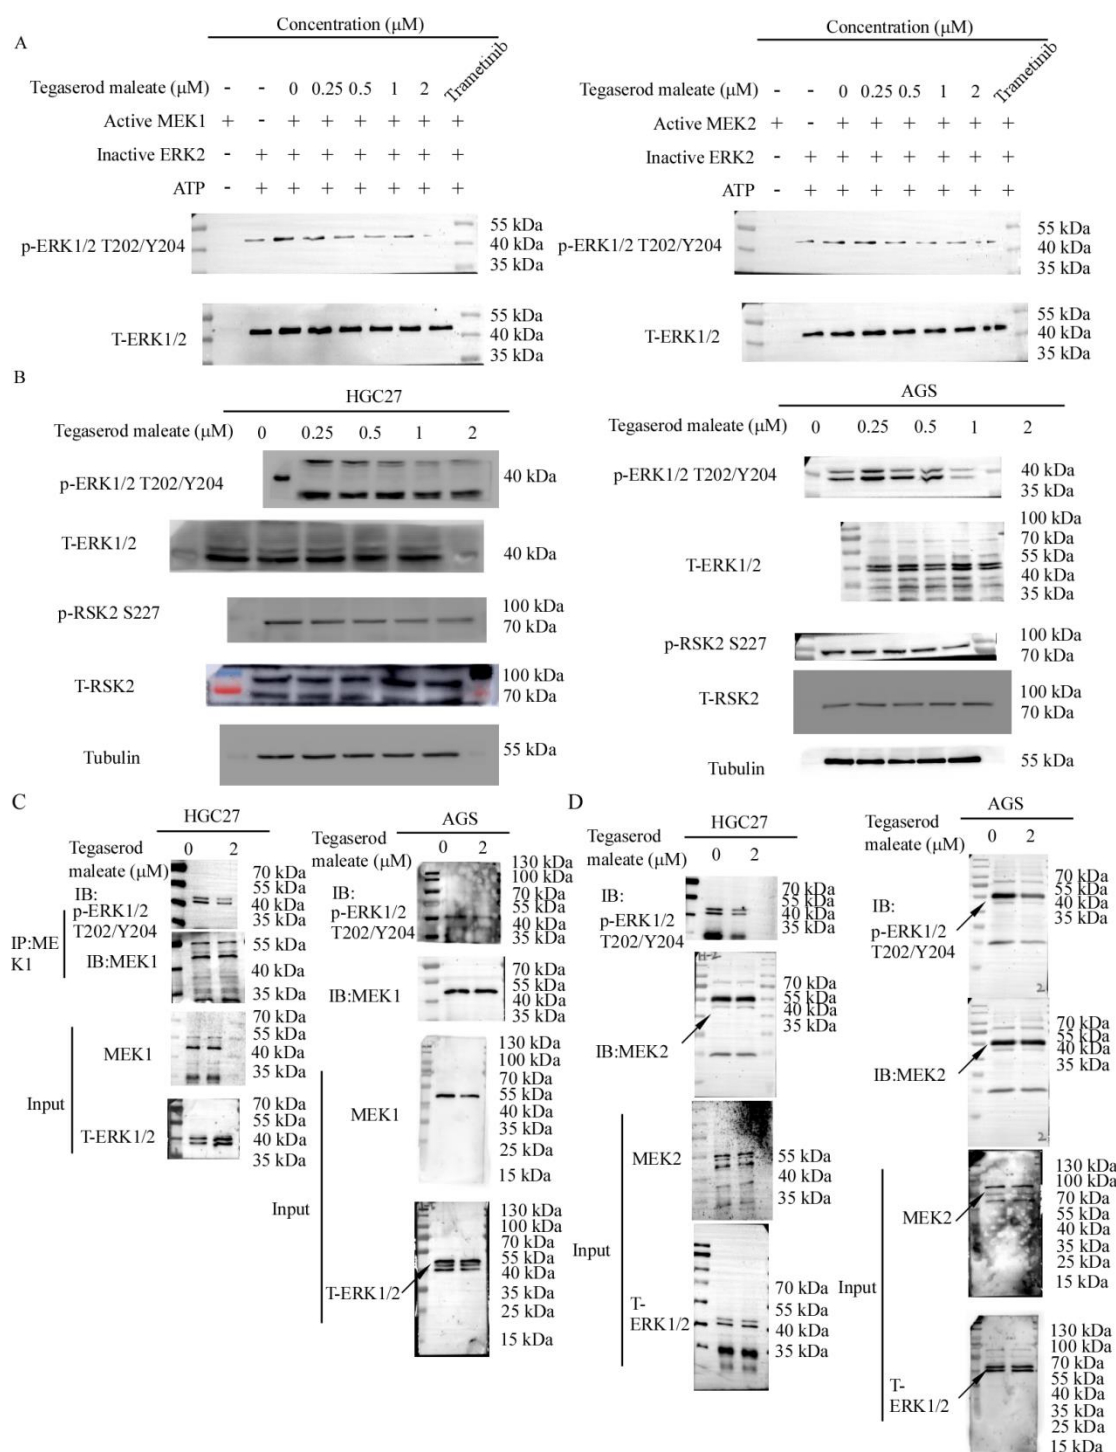 A
Concentration (μM)
Tegaserod maleate (μM) - - 0 0.25 0.5 1 2 Trametinib
Active MEK1 + - + + + + + +
Inactive ERK2 - + + + + + + +
ATP - + + + + + + +
p-ERK1/2 T202/Y204
55 kDa
40 kDa
35 kDa
T-ERK1/2
55 kDa
40 kDa
35 kDa
Concentration (μM)
Tegaserod maleate (μM) - - 0 0.25 0.5 1 2 Trametinib
Active MEK2 + - + + + + + +
Inactive ERK2 - + + + + + + +
ATP - + + + + + + +
p-ERK1/2 T202/Y204
55 kDa
40 kDa
35 kDa
T-ERK1/2
55 kDa
40 kDa
35 kDa
B
HGC27
Tegaserod maleate (μM) 0 0.25 0.5 1 2
p-ERK1/2 T202/Y204
40 kDa
T-ERK1/2
40 kDa
p-RSK2 S227
100 kDa
70 kDa
T-RSK2
100 kDa
70 kDa
Tubulin
55 kDa
AGS
Tegaserod maleate (μM) 0 0.25 0.5 1 2
p-ERK1/2 T202/Y204
40 kDa
35 kDa
T-ERK1/2
100 kDa
70 kDa
55 kDa
40 kDa
35 kDa
p-RSK2 S227
100 kDa
70 kDa
T-RSK2
100 kDa
70 kDa
Tubulin
55 kDa
C
HGC27
Tegaserod
maleate (μM)
0 2
IP:ME
K1
IB:
p-ERK1/2
T202/Y204
70 kDa
55 kDa
40 kDa
35 kDa
IB:MEK1
55 kDa
40 kDa
35 kDa
Input
MEK1
70 kDa
55 kDa
40 kDa
35 kDa
T-ERK1/2
70 kDa
55 kDa
40 kDa
35 kDa
AGS
Tegaserod
maleate (μM)
0 2
IB:
p-ERK1/2
T202/Y204
130 kDa
100 kDa
70 kDa
55 kDa
40 kDa
35 kDa
IB:MEK1
70 kDa
55 kDa
40 kDa
35 kDa
Input
MEK1
130 kDa
100 kDa
70 kDa
55 kDa
40 kDa
35 kDa
25 kDa
15 kDa
T-ERK1/2
130 kDa
100 kDa
70 kDa
55 kDa
40 kDa
35 kDa
25 kDa
15 kDa
D
HGC27
Tegaserod
maleate (μM)
0 2
IB:
p-ERK1/2
T202/Y204
70 kDa
55 kDa
40 kDa
35 kDa
IB:MEK2
70 kDa
55 kDa
40 kDa
35 kDa
Input
MEK2
55 kDa
40 kDa
35 kDa
T-
ERK1/2
70 kDa
55 kDa
40 kDa
35 kDa
AGS
Tegaserod
maleate (μM)
0 2
IB:
p-ERK1/2
T202/Y204
70 kDa
55 kDa
40 kDa
35 kDa
2
IB:MEK2
70 kDa
55 kDa
40 kDa
35 kDa
2
Input
MEK2
130 kDa
100 kDa
70 kDa
55 kDa
40 kDa
35 kDa
25 kDa
15 kDa
T-
ERK1/2
130 kDa
100 kDa
70 kDa
55 kDa
40 kDa
35 kDa
25 kDa
15 kDa